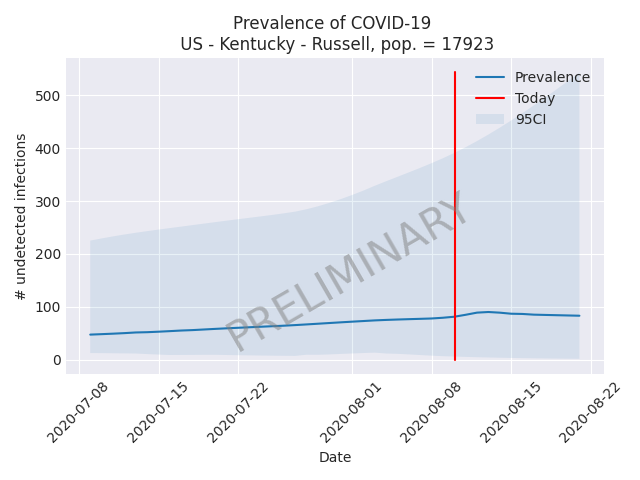 Prevalence of COVID-19
US - Kentucky - Russell, pop. = 17923
Prevalence
Today
95CI
# undetected infections
500
400
300
200
100
0
PRELIMINARY
2020-07-08
2020-07-15
2020-07-22
2020-08-01
2020-08-08
2020-08-15
2020-08-22
Date